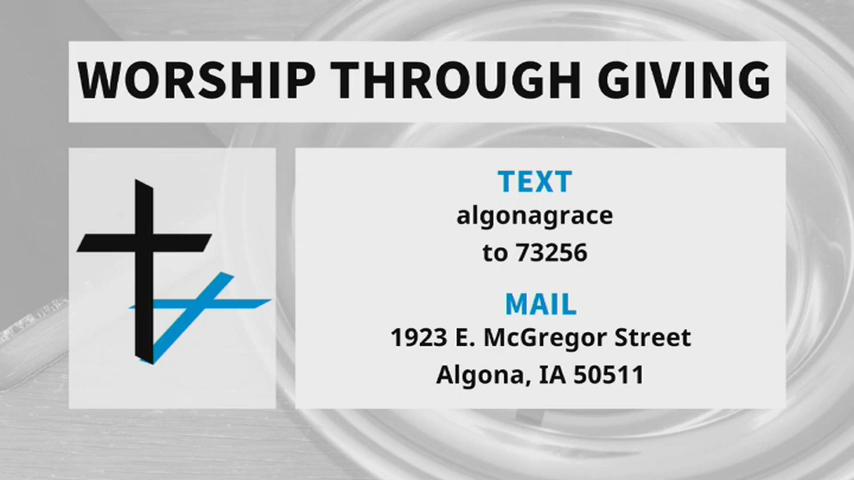 WORSHIP THROUGH GIVING
TEXT
algonagrace
to 73256
MAIL
1923 E. McGregor Street
Algona, IA 50511